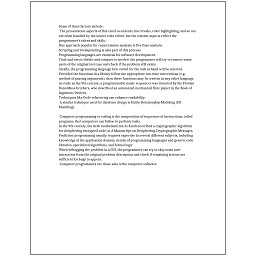 Some of these factors include:
The presentation aspects of this (such as indents, line breaks, color highlighting, and so on)
are often handled by the source code editor, but the content aspects reflect the
programmer's talent and skills.
One approach popular for requirements analysis is Use Case analysis.
Scripting and breakpointing is also part of this process.
Programming languages are essential for software development.
Trial-and-error/divide-and-conquer is needed: the programmer will try to remove some
parts of the original test case and check if the problem still exists.
Ideally, the programming language best suited for the task at hand will be selected.
Provided the functions in a library follow the appropriate run-time conventions (e.g.,
method of passing arguments), then these functions may be written in any other language.
As early as the 9th century, a programmable music sequencer was invented by the Persian
Banu Musa brothers, who described an automated mechanical flute player in the Book of
Ingenious Devices.
Techniques like Code refactoring can enhance readability.
A similar technique used for database design is Entity-Relationship Modeling (ER
Modeling).
Computer programming or coding is the composition of sequences of instructions, called
programs, that computers can follow to perform tasks.
In the 9th century, the Arab mathematician Al-Kindi described a cryptographic algorithm
for deciphering encrypted code, in A Manuscript on Deciphering Cryptographic Messages.
Proficient programming usually requires expertise in several different subjects, including
knowledge of the application domain, details of programming languages and generic code
libraries, specialized algorithms, and formal logic.
When debugging the problem in a GUI, the programmer can try to skip some user
interaction from the original problem description and check if remaining actions are
sufficient for bugs to appear.
Computer programmers are those who write computer software.